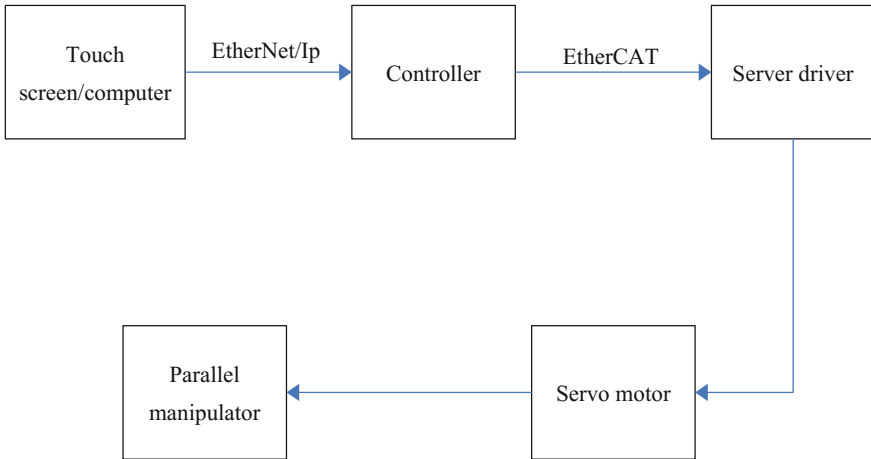 Touch
screen/computer
EtherNet/Ip
Controller
EtherCAT
Server driver
Parallel
manipulator
Servo motor